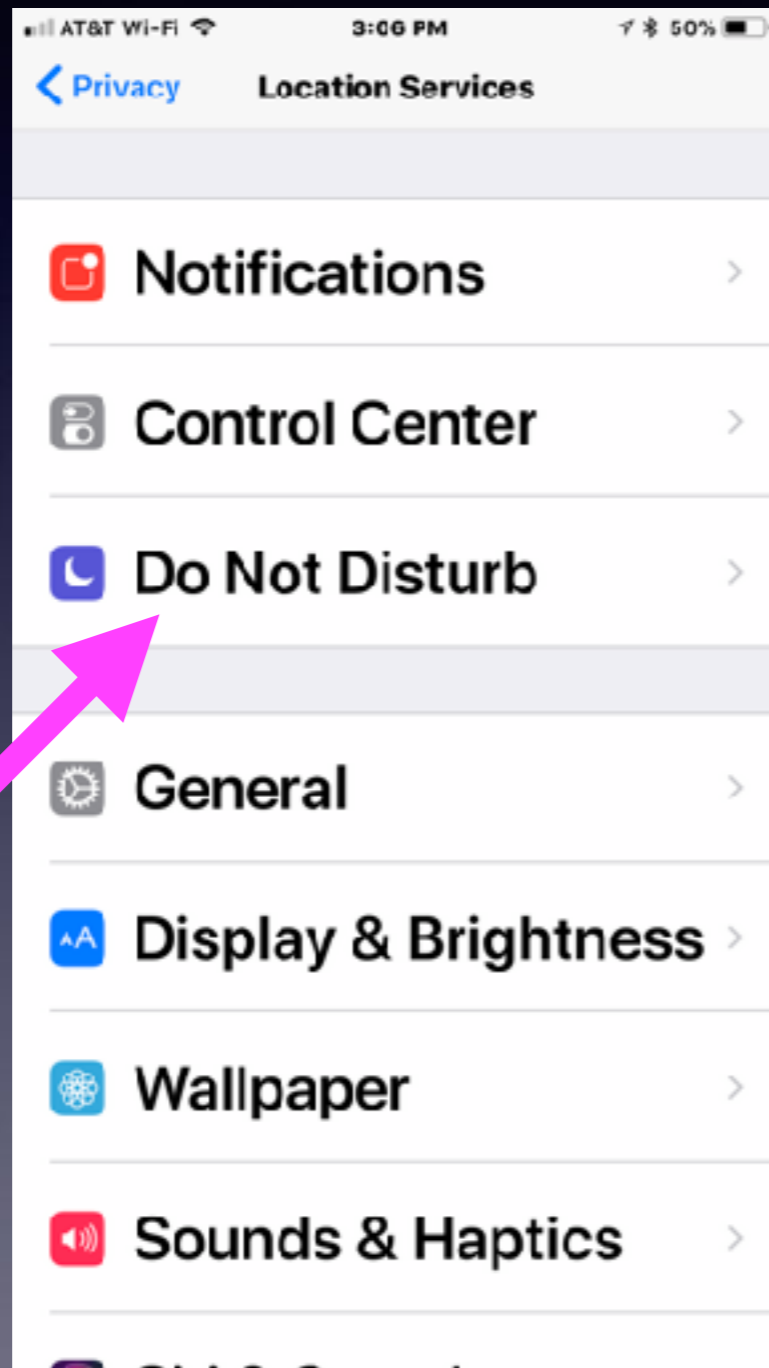 AT&T Wi-Fi 3:06 PM 50%
Privacy Location Services
Notifications
Control Center
Do Not Disturb
General
AA Display & Brightness
Wallpaper
Sounds & Haptics